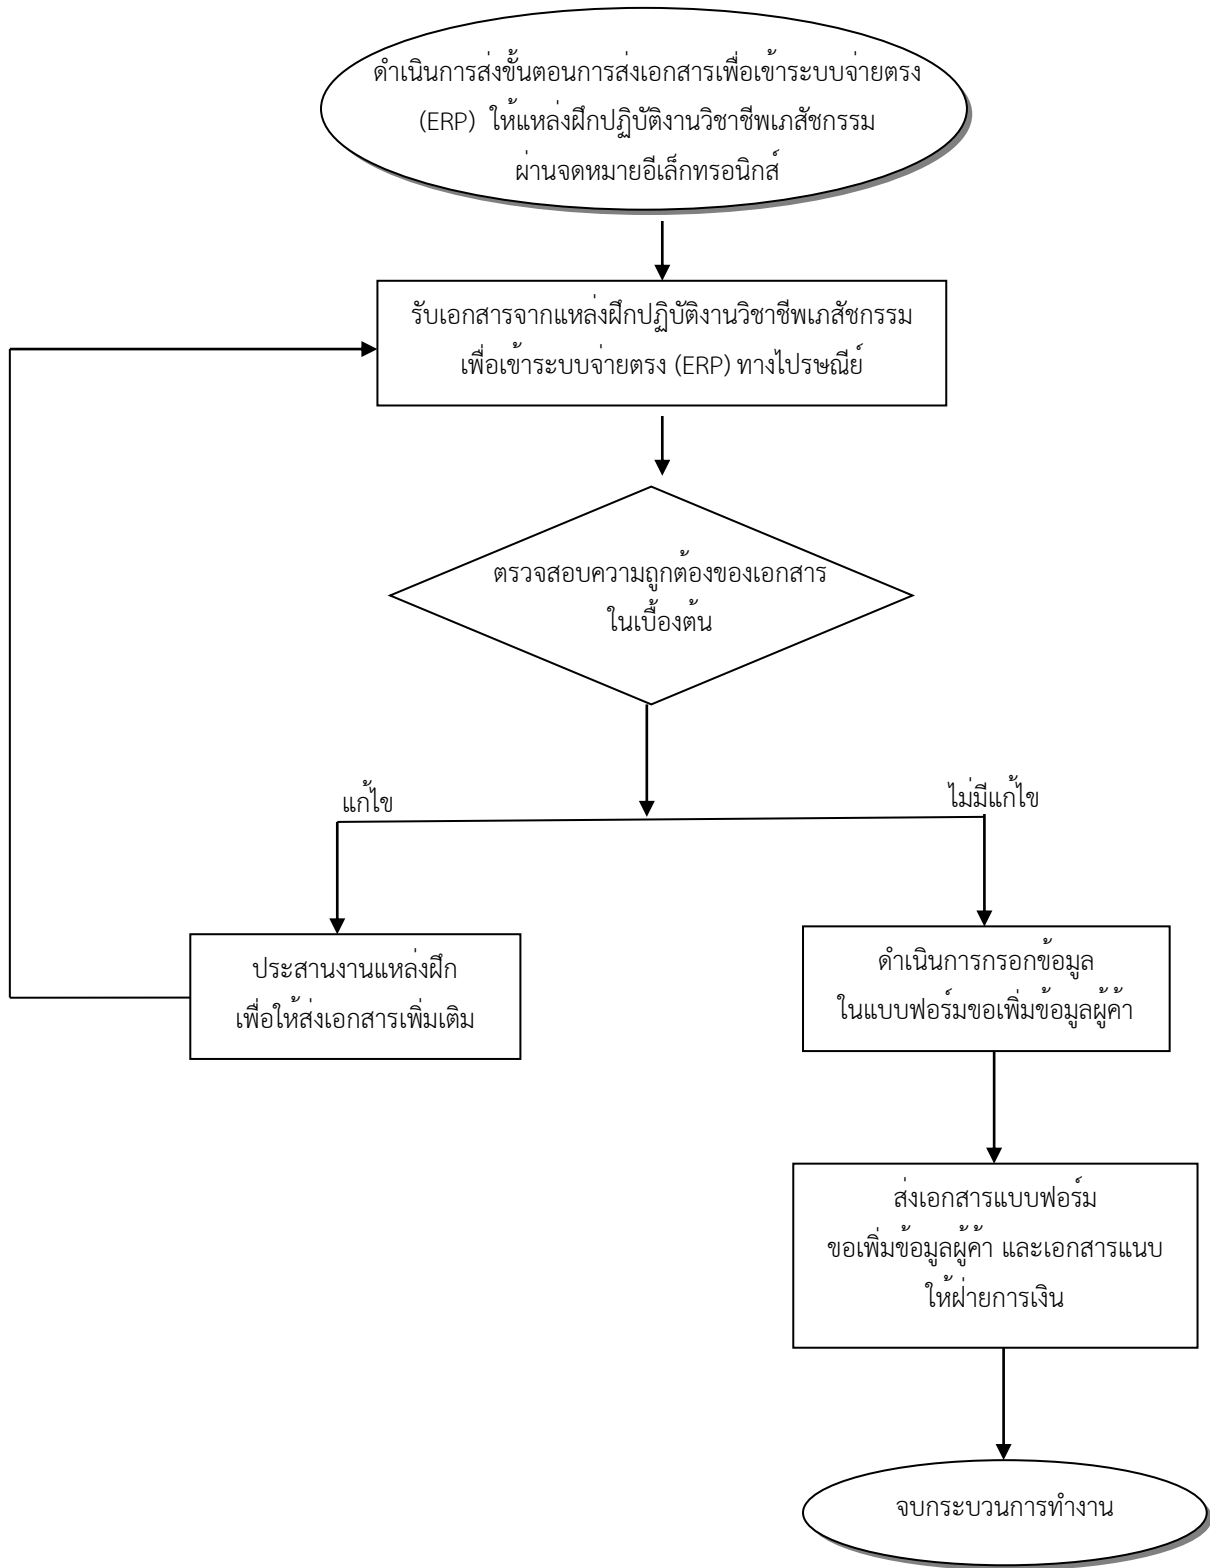 ดำเนินการส่งขั้นตอนการส่งเอกสารเพื่อเข้าระบบจ่ายตรง
(ERP) ให้แหล่งฝึกปฏิบัติงานวิชาชีพเภสัชกรรม
ผ่านจดหมายอีเล็กทรอนิกส์
รับเอกสารจากแหล่งฝึกปฏิบัติงานวิชาชีพเภสัชกรรม
เพื่อเข้าระบบจ่ายตรง (ERP) ทางไปรษณีย์
ตรวจสอบความถูกต้องของเอกสาร
ในเบื้องต้น
แก้ไข
ไม่มีแก้ไข
ประสานงานแหล่งฝึก
เพื่อให้ส่งเอกสารเพิ่มเติม
ดำเนินการกรอกข้อมูล
ในแบบฟอร์มขอเพิ่มข้อมูลผู้ค้า
ส่งเอกสารแบบฟอร์ม
ขอเพิ่มข้อมูลผู้ค้า และเอกสารแนบ
ให้ฝ่ายการเงิน
จบกระบวนการทำงาน